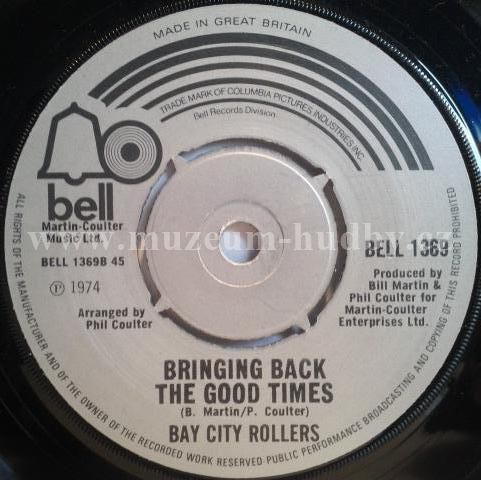 MADE IN GREAT BRITAIN
TRADE MARK OF COLUMBIA PICTURES INDUSTRIES INC.
Bell Records Division
bell
Martin-Coulter
Music Ltd.
BELL 1369B 45
℗ 1974
Arranged by
Phil Coulter
www.muzeum-hudby.cz
BELL 1369
Produced by
Bill Martin &
Phil Coulter for
Martin-Coulter
Enterprises Ltd.
BRINGING BACK
THE GOOD TIMES
(B. Martin/P. Coulter)
BAY CITY ROLLERS
ALL RIGHTS OF THE MANUFACTURER AND OF THE OWNER OF THE RECORDED WORK RESERVED·PUBLIC PERFORMANCE BROADCASTING AND COPYING OF THIS RECORD PROHIBITED